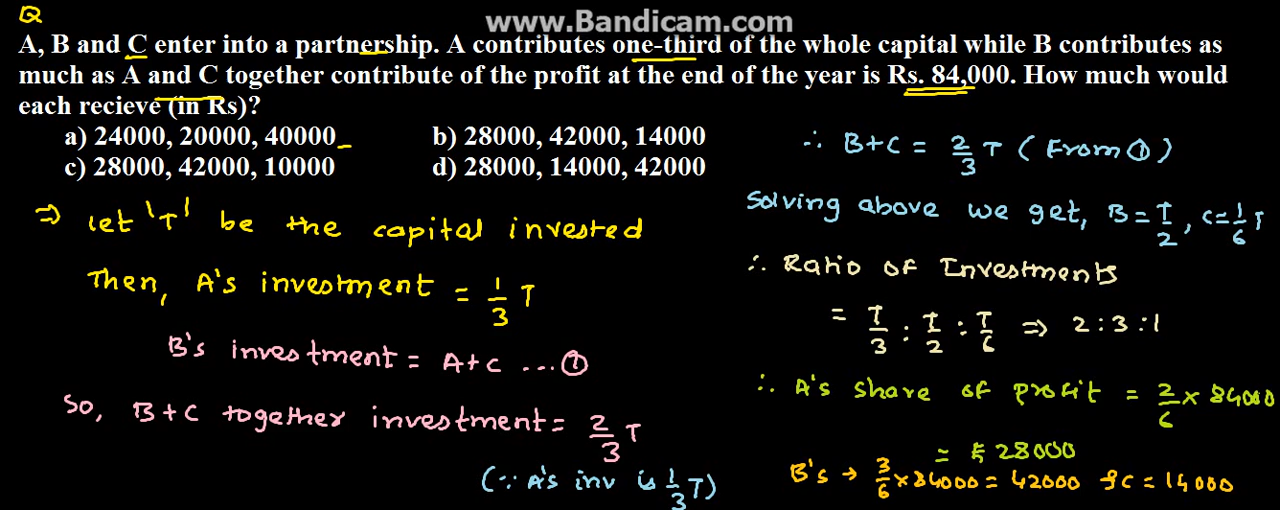 Q
www.Bandicam.com
A, B and C enter into a partnership. A contributes one-third of the whole capital while B contributes as
much as A and C together contribute of the profit at the end of the year is Rs. 84,000. How much would
each recieve (in Rs)?
a) 24000, 20000, 40000 b) 28000, 42000, 14000
c) 28000, 42000, 10000 d) 28000, 14000, 42000
⇒ Let 'T' be the capital invested
Then, A's investment = 1/3 T
B's investment = A+C ...①
So, B+C together investment = 2/3 T
(∵ A's inv is 1/3 T)
∴ B+C = 2/3 T (From ①)
Solving above we get, B = T/2, C = 1/6 T
∴ Ratio of Investments
= T/3 : T/2 : T/6 ⇒ 2:3:1
∴ A's share of profit = 2/6 × 84000
= ₹ 28000
B's → 3/6 × 84000 = 42000 & C = 14000